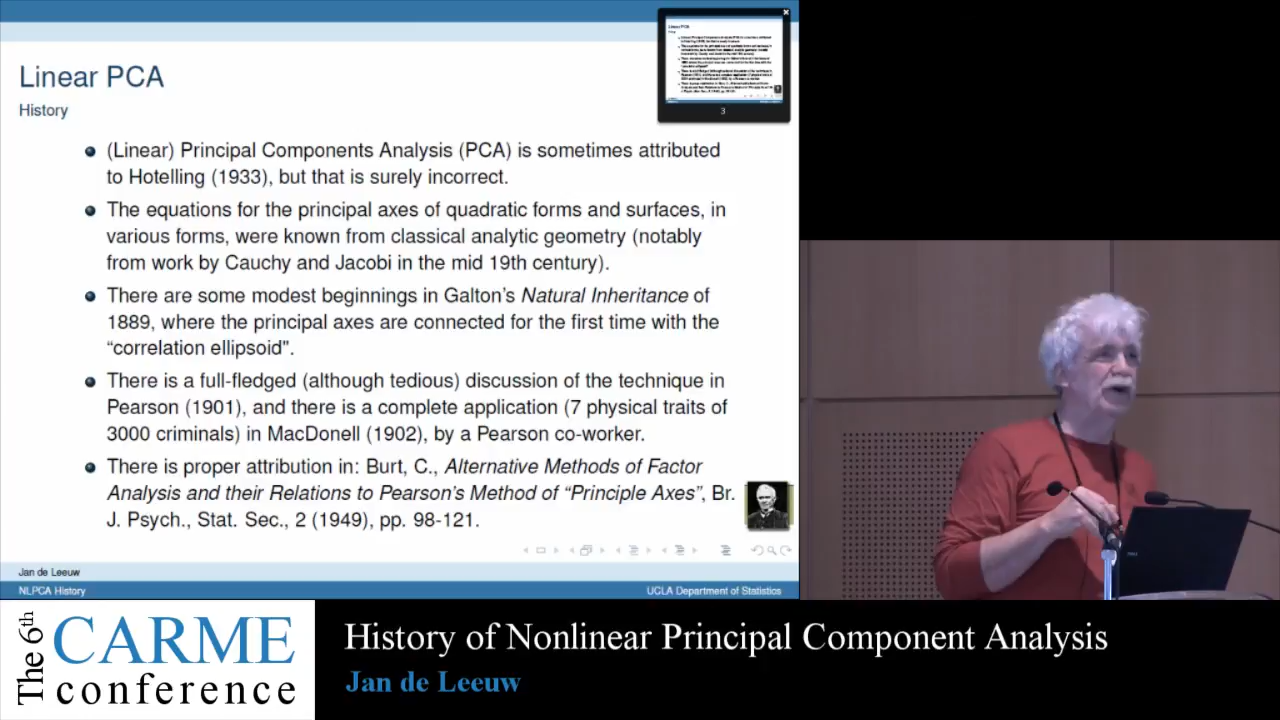 Linear PCA
History
(Linear) Principal Components Analysis (PCA) is sometimes attributed
to Hotelling (1933), but that is surely incorrect.
The equations for the principal axes of quadratic forms and surfaces, in
various forms, were known from classical analytic geometry (notably
from work by Cauchy and Jacobi in the mid 19th century).
There are some modest beginnings in Galton's Natural Inheritance of
1889, where the principal axes are connected for the first time with the
“correlation ellipsoid".
There is a full-fledged (although tedious) discussion of the technique in
Pearson (1901), and there is a complete application (7 physical traits of
3000 criminals) in MacDonell (1902), by a Pearson co-worker.
There is proper attribution in: Burt, C., Alternative Methods of Factor
Analysis and their Relations to Pearson's Method of “Principle Axes”, Br.
J. Psych., Stat. Sec., 2 (1949), pp. 98-121.
3
Jan de Leeuw
NLPCA History
UCLA Department of Statistics
The 6th
CARME
conference
History of Nonlinear Principal Component Analysis
Jan de Leeuw